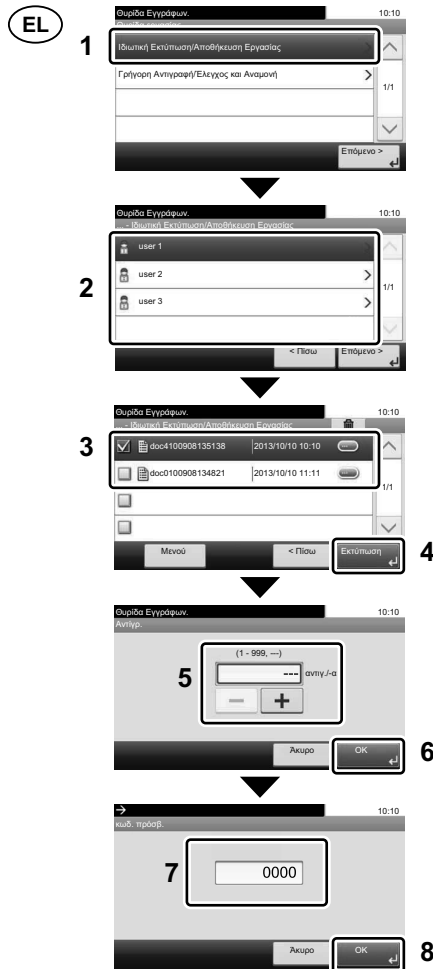 EL
Θυρίδα Εγγράφων. 10:10
Θυρίδα εργασίας
1
Ιδιωτική Εκτύπωση/Αποθήκευση Εργασίας >
Γρήγορη Αντιγραφή/Έλεγχος και Αναμονή >
1/1
Επόμενο >
Θυρίδα Εγγράφων. 10:10
... - Ιδιωτική Εκτύπωση/Αποθήκευση Εργασίας
2
user 1 >
user 2 >
user 3 >
1/1
< Πίσω Επόμενο >
Θυρίδα Εγγράφων. 10:10
... - Ιδιωτική Εκτύπωση/Αποθήκευση Εργασίας
3
doc4100908135138 2013/10/10 10:10 ...
doc0100908134821 2013/10/10 11:11 ...
1/1
Μενού < Πίσω Εκτύπωση
4
Θυρίδα Εγγράφων. 10:10
Αντίγρ.
(1 - 999, ---)
5
--- αντιγ./-α
− +
Άκυρο OK
6
→ 10:10
κωδ. πρόσβ.
7
0000
Άκυρο OK
8